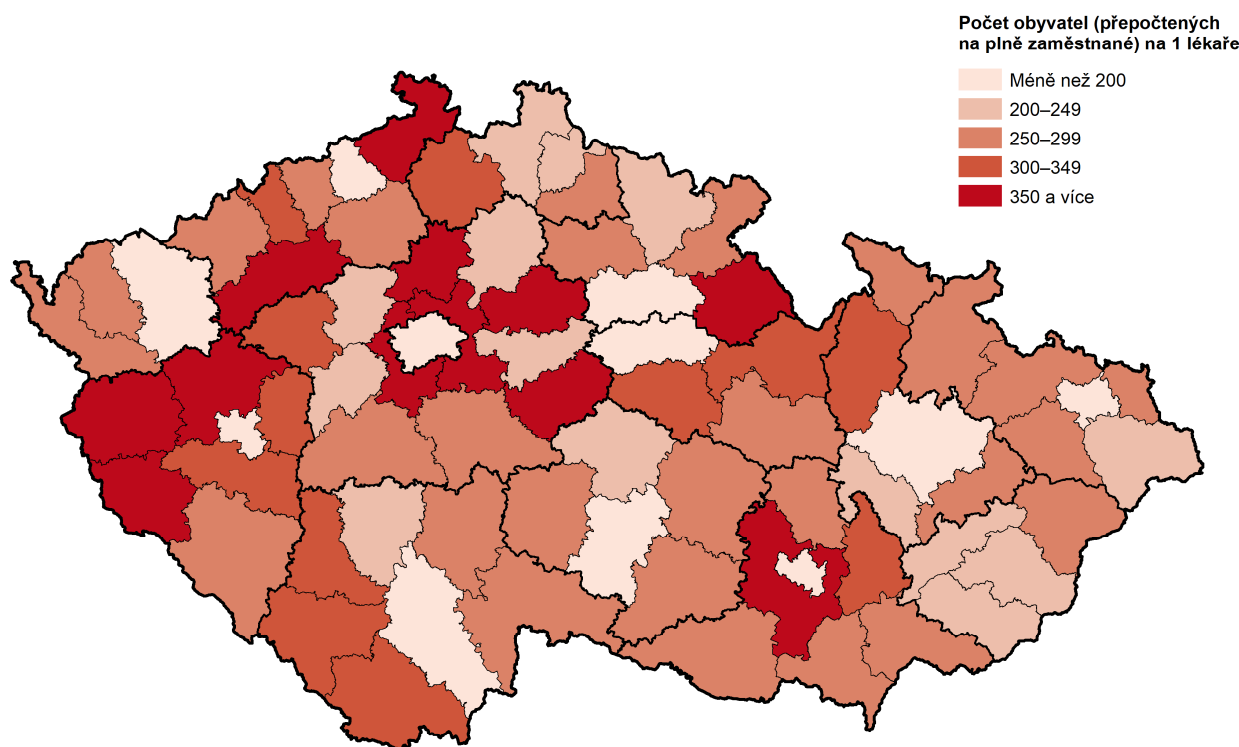 Počet obyvatel (přepočtených
na plně zaměstnané) na 1 lékaře
Méně než 200
200–249
250–299
300–349
350 a více